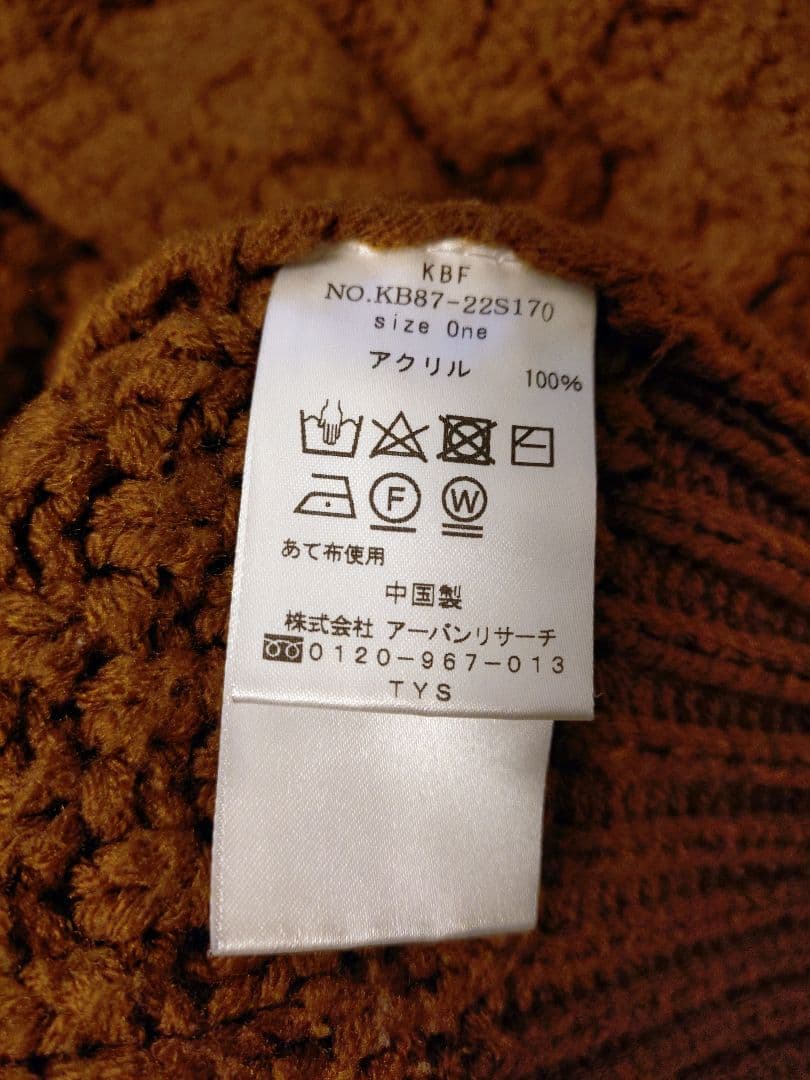 KBF
NO.KB87-22S170
size One
アクリル 100%
F W
あて布使用
中国製
株式会社 アーバンリサーチ
0120-967-013
TYS